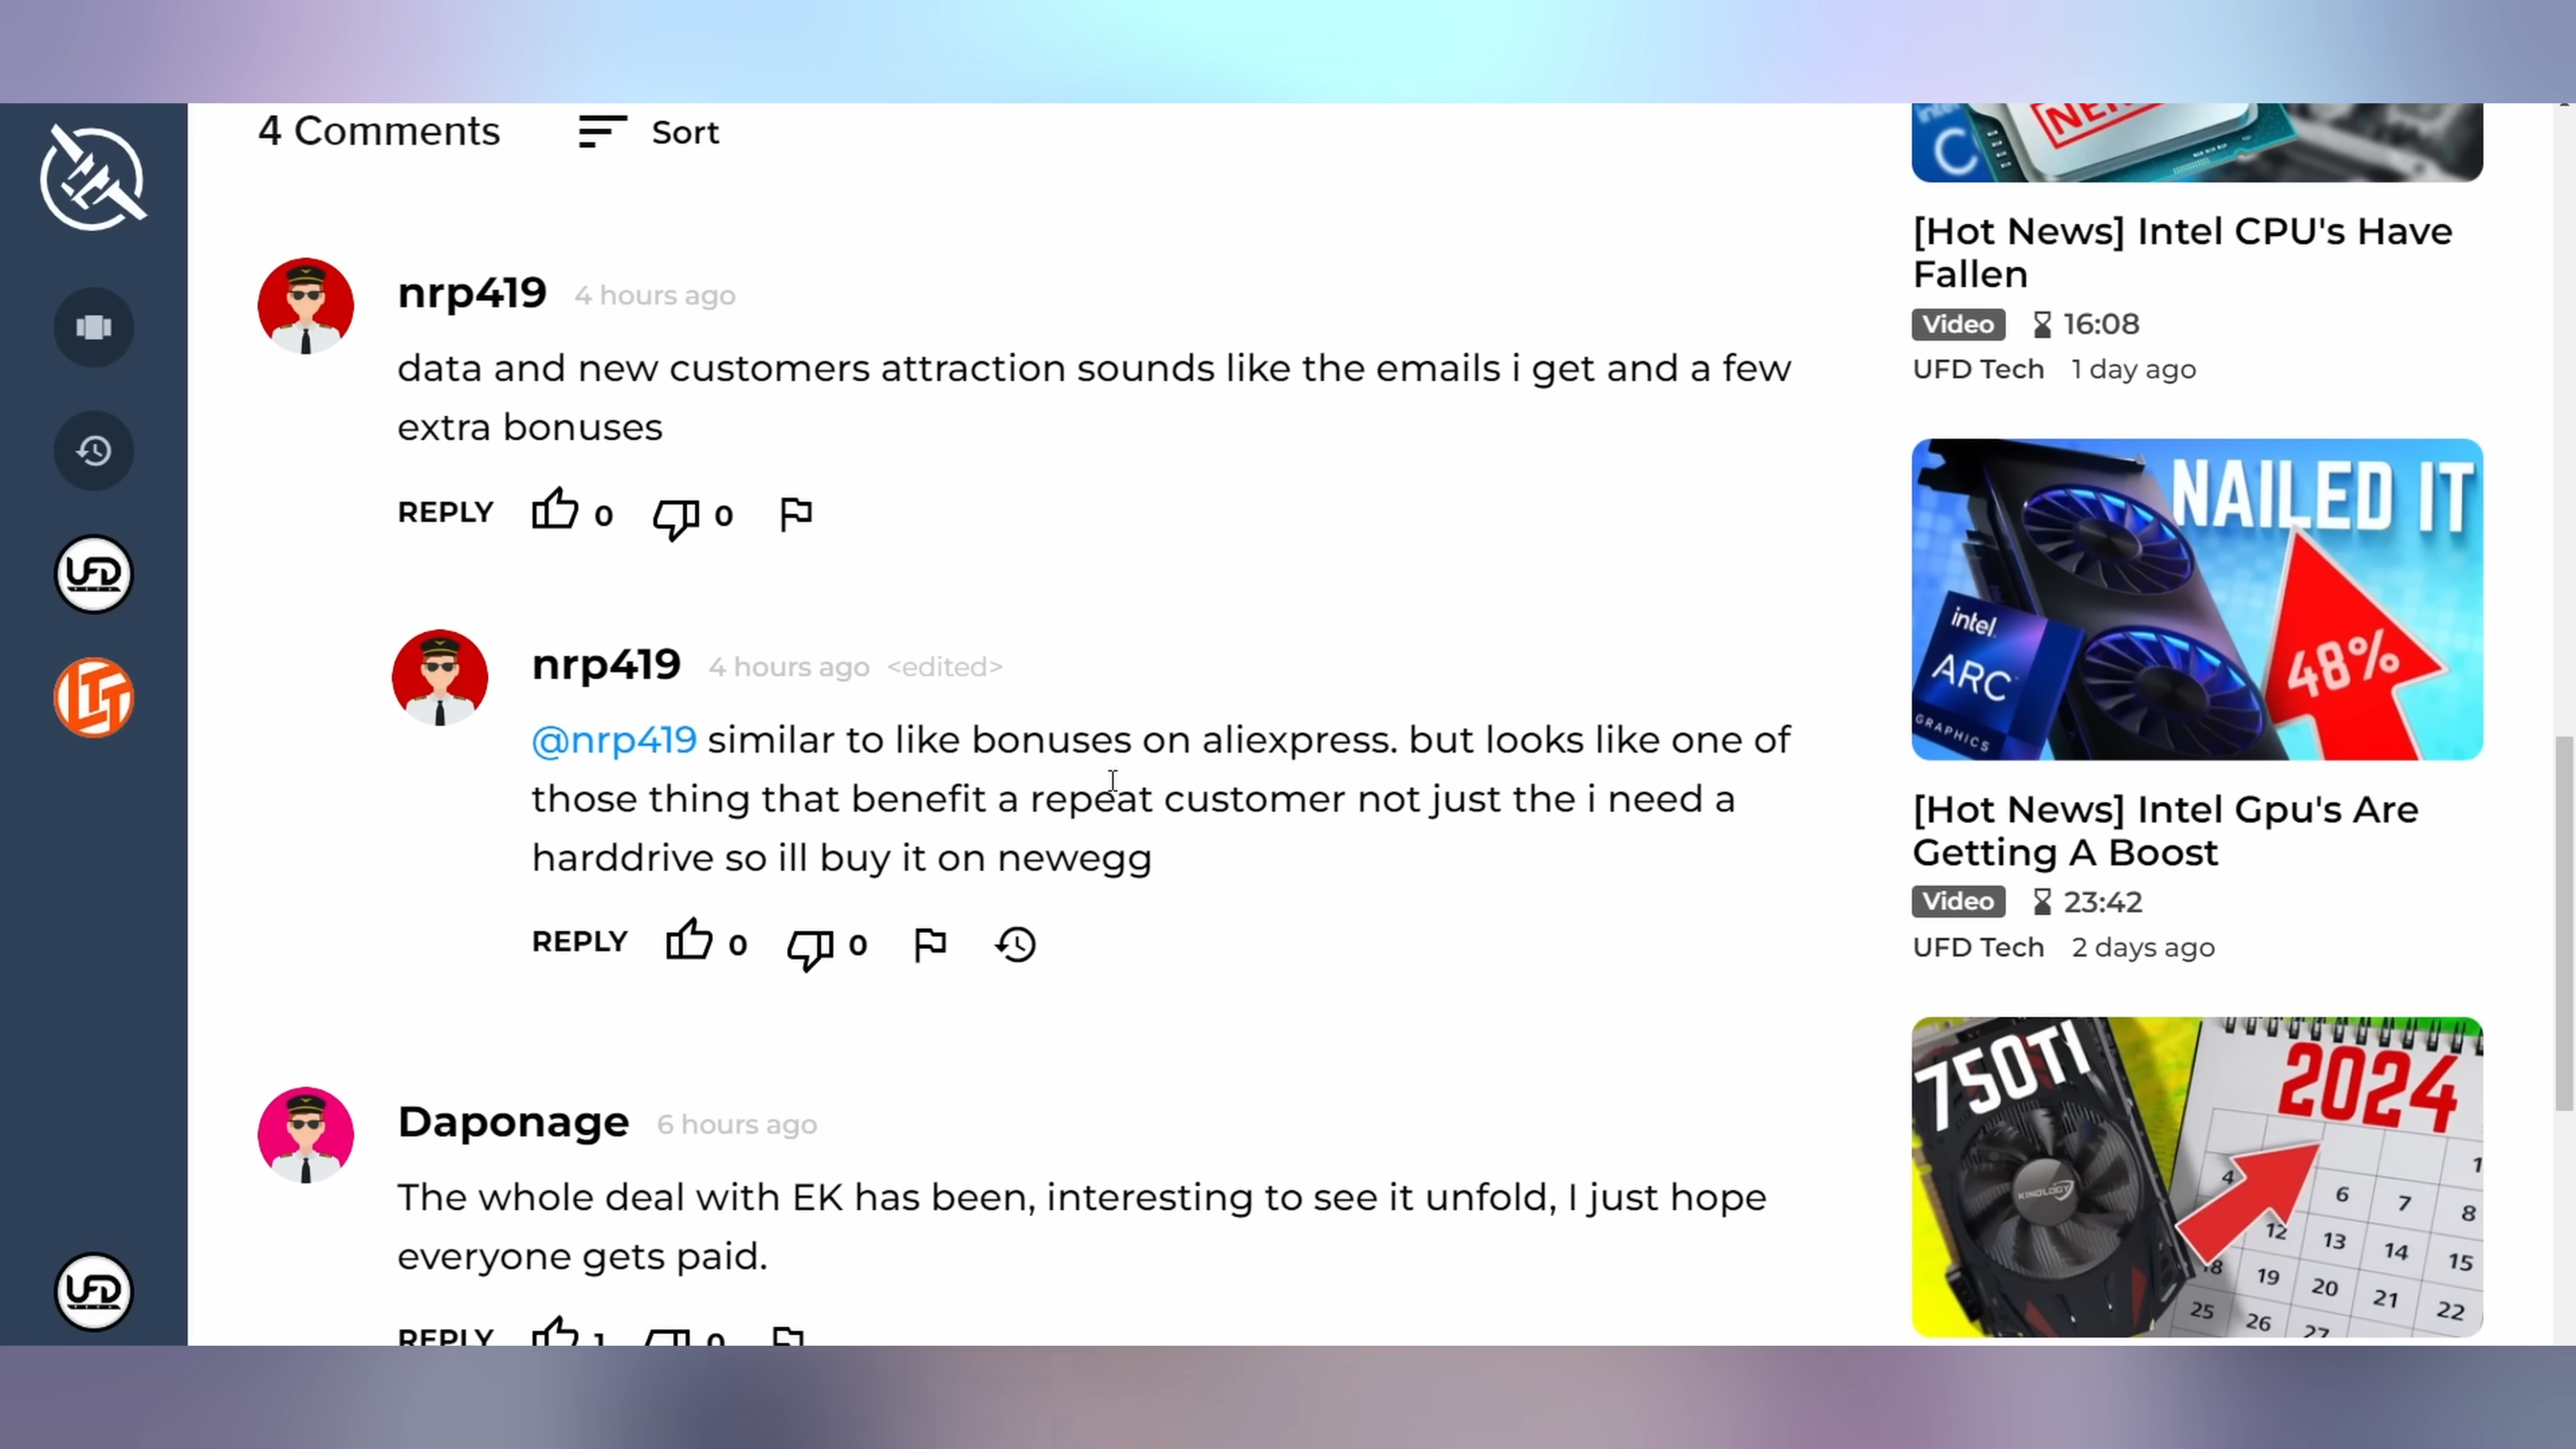 4 Comments
Sort
nrp419 4 hours ago
data and new customers attraction sounds like the emails i get and a few
extra bonuses
REPLY 0 0
nrp419 4 hours ago <edited>
@nrp419 similar to like bonuses on aliexpress. but looks like one of
those thing that benefit a repeat customer not just the i need a
harddrive so ill buy it on newegg
REPLY 0 0
Daponage 6 hours ago
The whole deal with EK has been, interesting to see it unfold, I just hope
everyone gets paid.
REPLY 1 0
UFD
LTT
UFD
[Hot News] Intel CPU's Have
Fallen
Video 16:08
UFD Tech 1 day ago
NAILED IT
48%
intel.
ARC
GRAPHICS
[Hot News] Intel Gpu's Are
Getting A Boost
Video 23:42
UFD Tech 2 days ago
750TI
KINOLOGY
2024
1
4 6 7 8
12 13 14 15
18 19 20 21 22
25 26 27